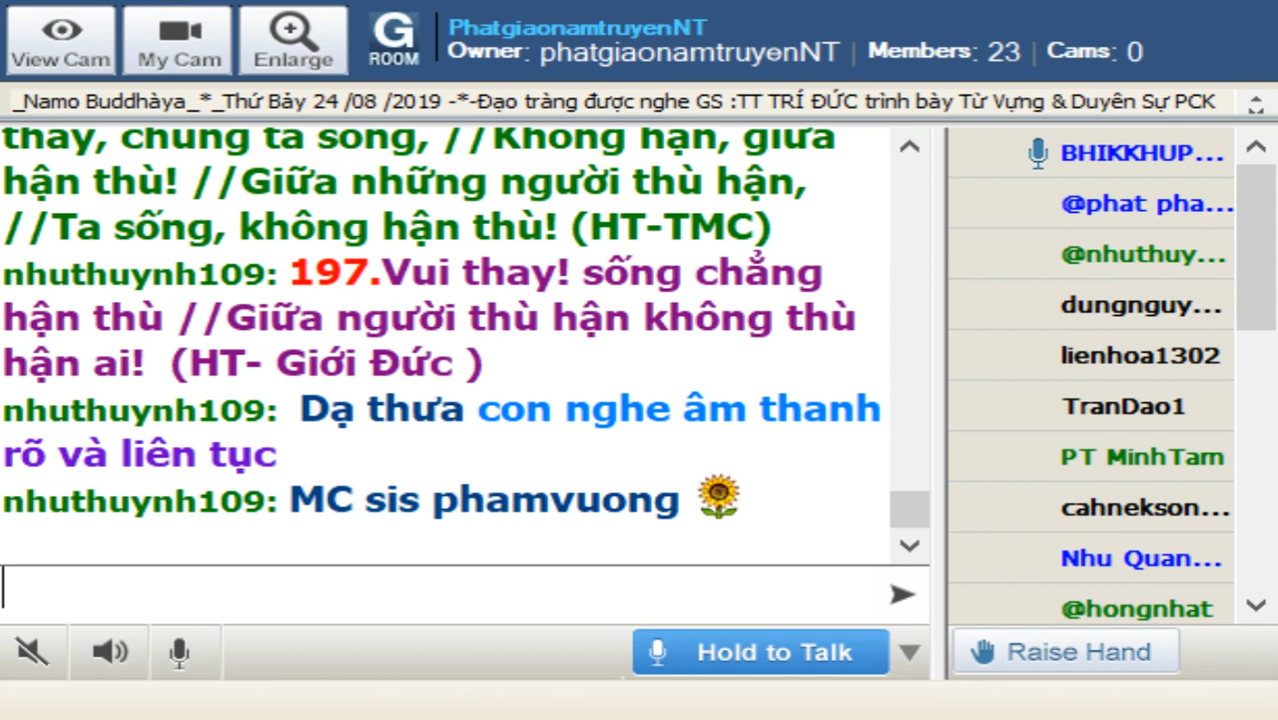 View Cam
My Cam
Enlarge
G
ROOM
PhatgiaonamtruyenNT
Owner: phatgiaonamtruyenNT | Members: 23 | Cams: 0
_Namo Buddhàya_*_Thứ Bảy 24 /08 /2019 -*-Đạo tràng được nghe GS :TT TRÍ ĐỨC trình bày Từ Vựng & Duyên Sự PCK
thay, chúng ta sống, //Không hận, giữa
hận thù! //Giữa những người thù hận,
//Ta sống, không hận thù! (HT-TMC)
nhuthuynh109: 197.Vui thay! sống chẳng
hận thù //Giữa người thù hận không thù
hận ai!  (HT- Giới Đức )
nhuthuynh109:  Dạ thưa con nghe âm thanh
rõ và liên tục
nhuthuynh109: MC sis phamvuong
BHIKKHUP...
@phat pha...
@nhuthuy...
dungnguy...
lienhoa1302
TranDao1
PT MinhTam
cahnekson...
Nhu Quan...
@hongnhat
Hold to Talk
Raise Hand